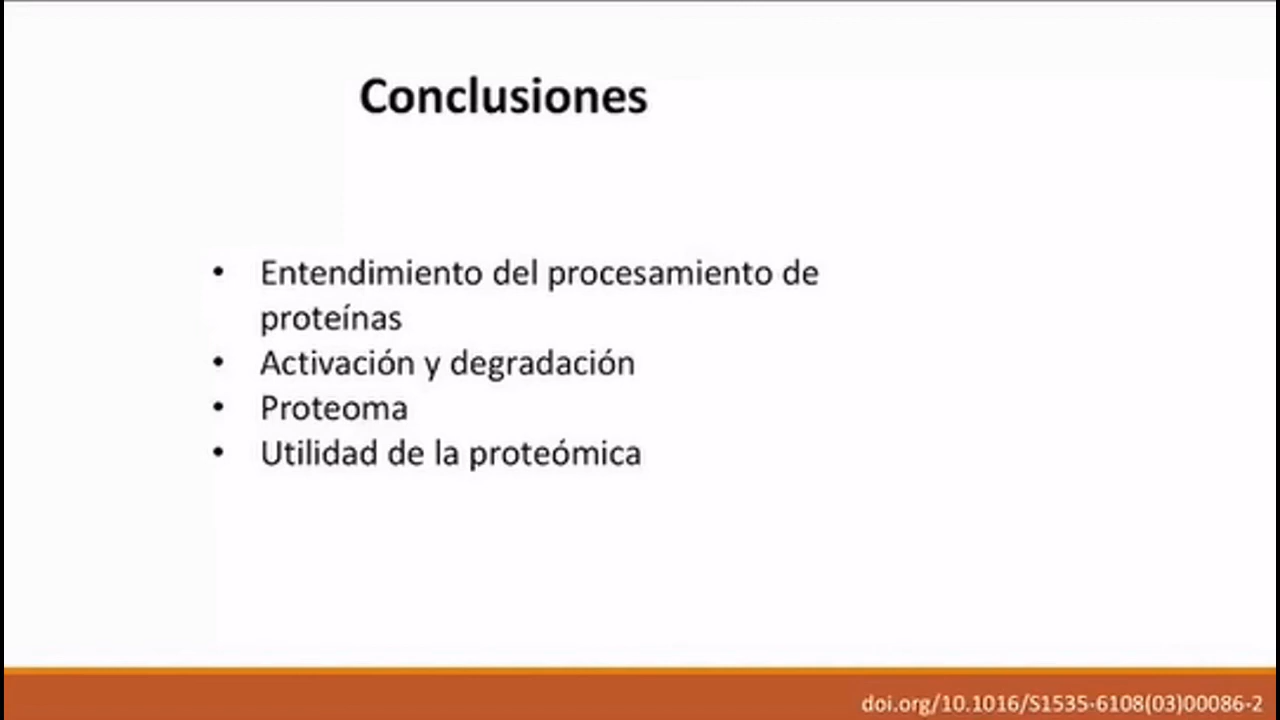 Conclusiones
• Entendimiento del procesamiento de
proteínas
• Activación y degradación
• Proteoma
• Utilidad de la proteómica
doi.org/10.1016/S1535-6108(03)00086-2